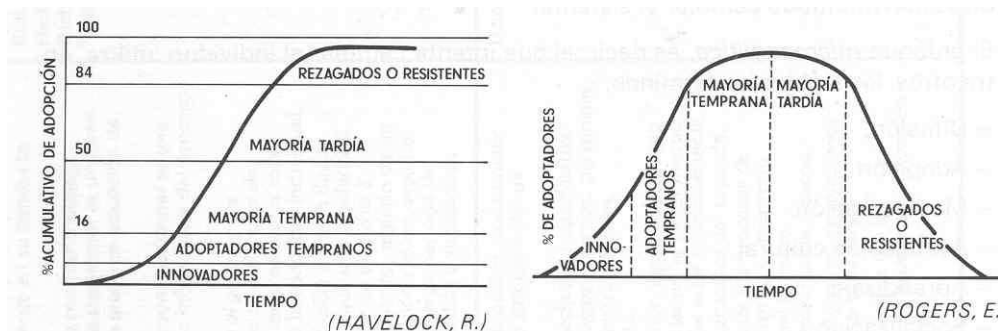 100
84
50
16
%ACUMULATIVO DE ADOPCIÓN
REZAGADOS O RESISTENTES
MAYORÍA TARDÍA
MAYORÍA TEMPRANA
ADOPTADORES TEMPRANOS
INNOVADORES
TIEMPO
(HAVELOCK, R.)
% DE ADOPTADORES
INNO-
VADORES
ADOPTADORES
TEMPRANOS
MAYORÍA
TEMPRANA
MAYORÍA
TARDÍA
REZAGADOS
O
RESISTENTES
TIEMPO
(ROGERS, E.